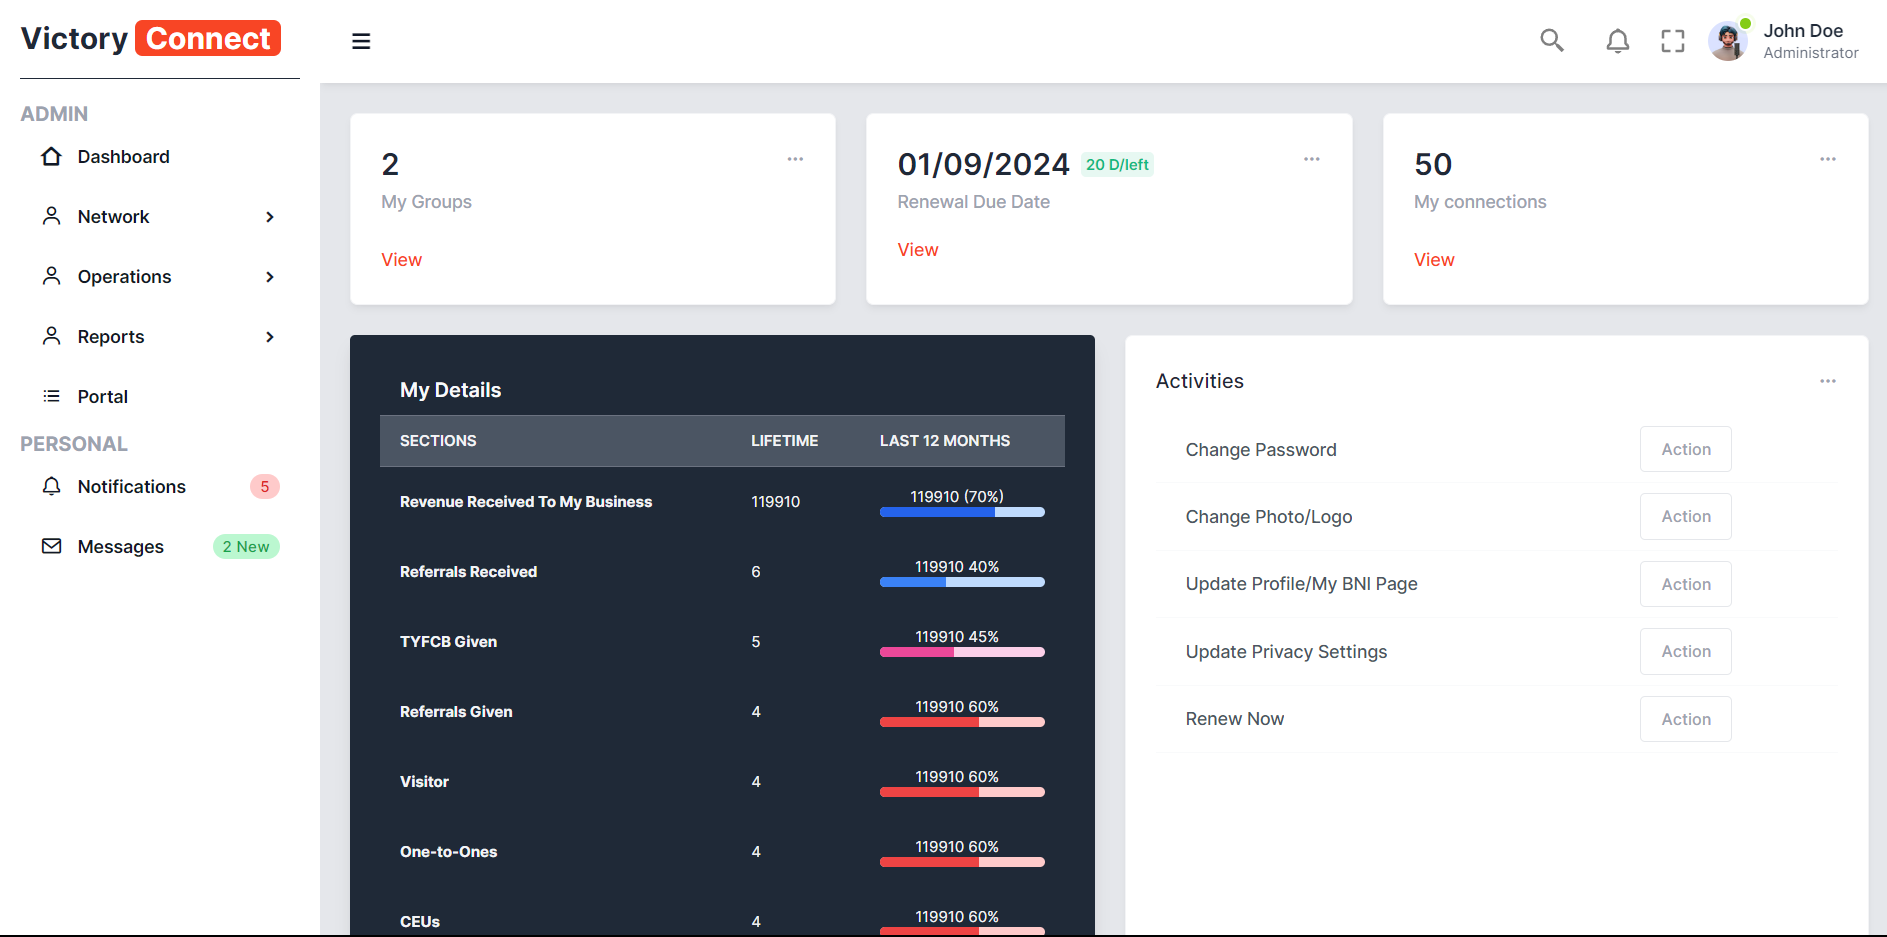 Victory Connect
John Doe
Administrator
ADMIN
Dashboard
Network
Operations
Reports
Portal
PERSONAL
Notifications 5
Messages 2 New
2
My Groups
View
01/09/2024 20 D/left
Renewal Due Date
View
50
My connections
View
My Details
SECTIONS LIFETIME LAST 12 MONTHS
Revenue Received To My Business 119910 119910 (70%)
Referrals Received 6 119910 40%
TYFCB Given 5 119910 45%
Referrals Given 4 119910 60%
Visitor 4 119910 60%
One-to-Ones 4 119910 60%
CEUs 4 119910 60%
Activities
Change Password Action
Change Photo/Logo Action
Update Profile/My BNI Page Action
Update Privacy Settings Action
Renew Now Action